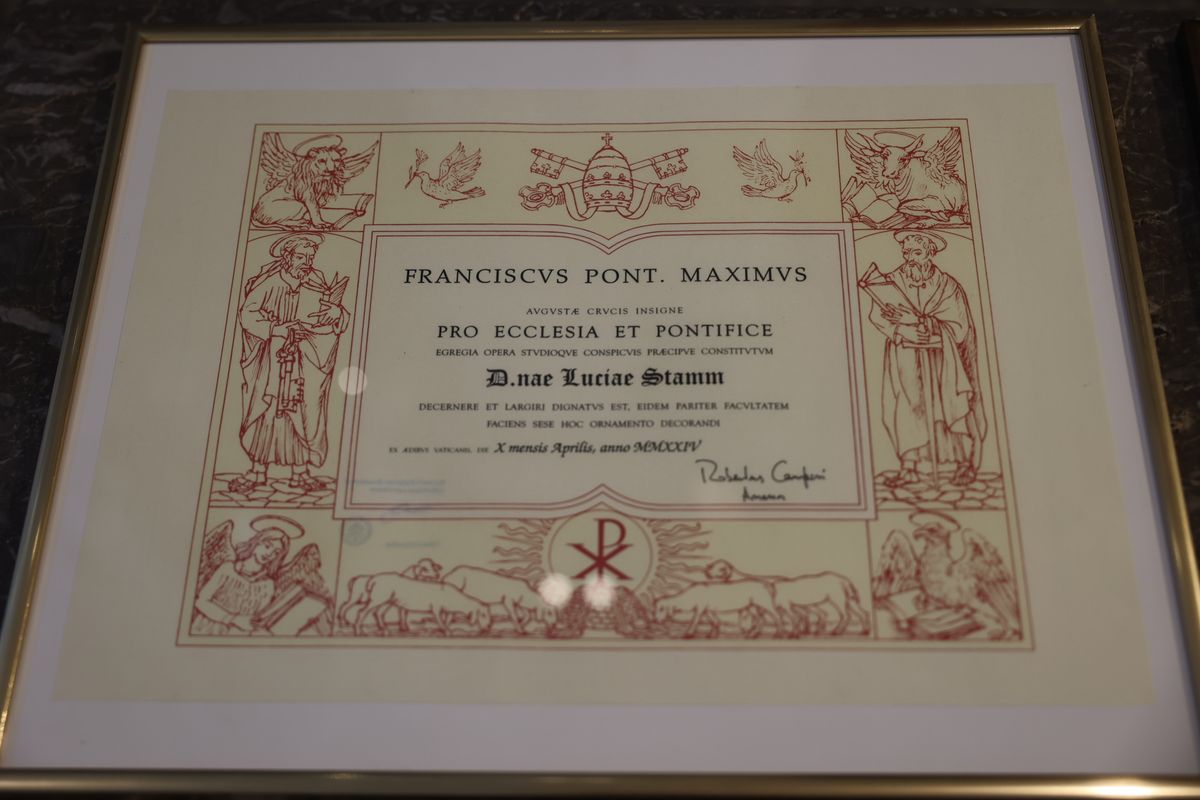 FRANCISCVS PONT. MAXIMVS
AVGVSTÆ CRVCIS INSIGNE
PRO ECCLESIA ET PONTIFICE
EGREGIA OPERA STVDIOQVE CONSPICVIS PRÆCIPVE CONSTITVTVM
D.nae Luciae Stamm
DECERNERE ET LARGIRI DIGNATVS EST, EIDEM PARITER FACVLTATEM
FACIENS SESE HOC ORNAMENTO DECORANDI
EX ÆDIBVS VATICANIS, DIE X mensis Aprilis, anno MMXXIV